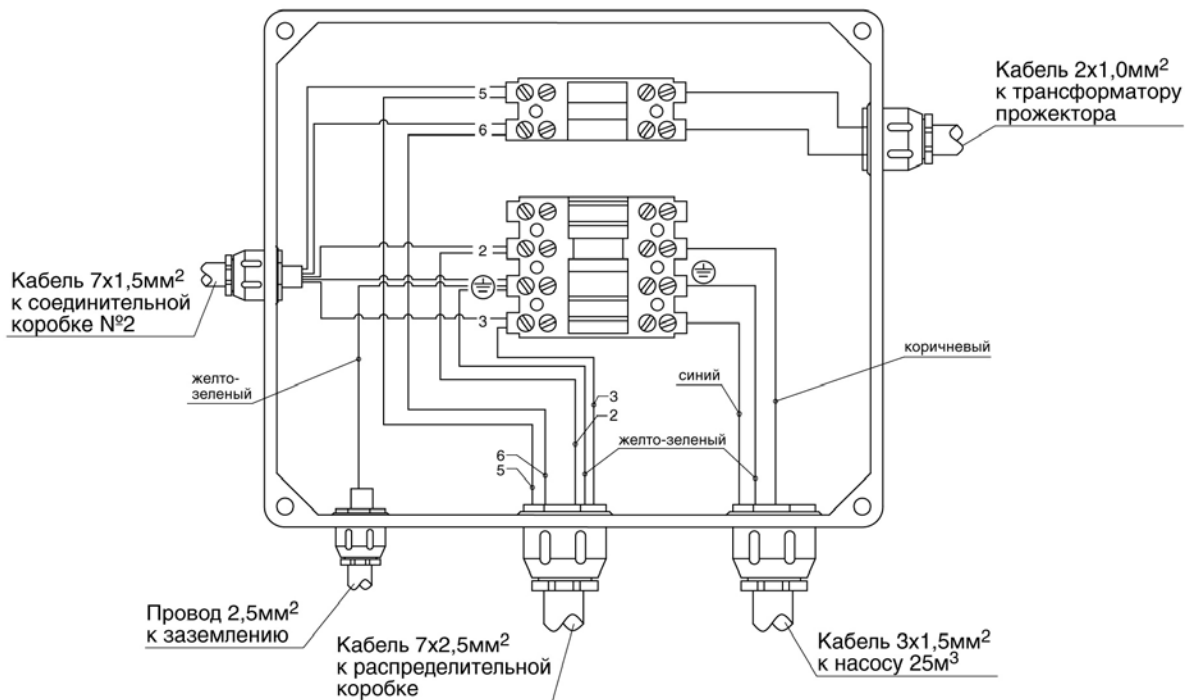 Кабель 2х1,0мм²
к трансформатору
прожектора
5
6
2
3
Кабель 7х1,5мм²
к соединительной
коробке №2
желто-
зеленый
коричневый
синий
3
2
желто-зеленый
6
5
Провод 2,5мм²
к заземлению
Кабель 7х2,5мм²
к распределительной
коробке
Кабель 3х1,5мм²
к насосу 25м³